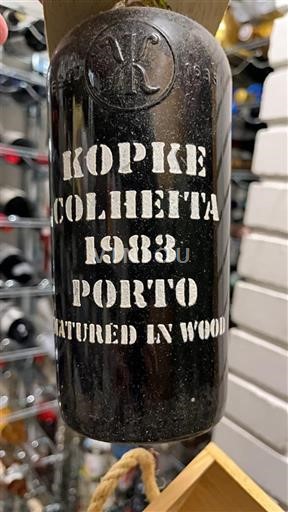 KOPKE
COLHEITA
1983
PORTO
MATURED IN WOOD